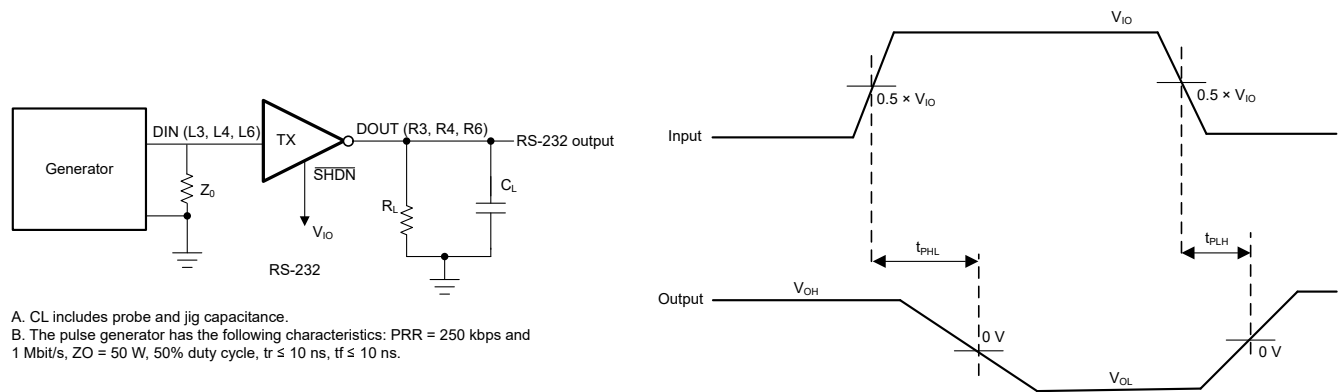 Generator
DIN (L3, L4, L6)
Z0
TX
SHDN
VIO
RS-232
DOUT (R3, R4, R6)
RS-232 output
RL
CL
A. CL includes probe and jig capacitance.
B. The pulse generator has the following characteristics: PRR = 250 kbps and
1 Mbit/s, ZO = 50 W, 50% duty cycle, tr ≤ 10 ns, tf ≤ 10 ns.
VIO
0.5 × VIO
0.5 × VIO
Input
tPHL
tPLH
Output
VOH
0 V
0 V
VOL